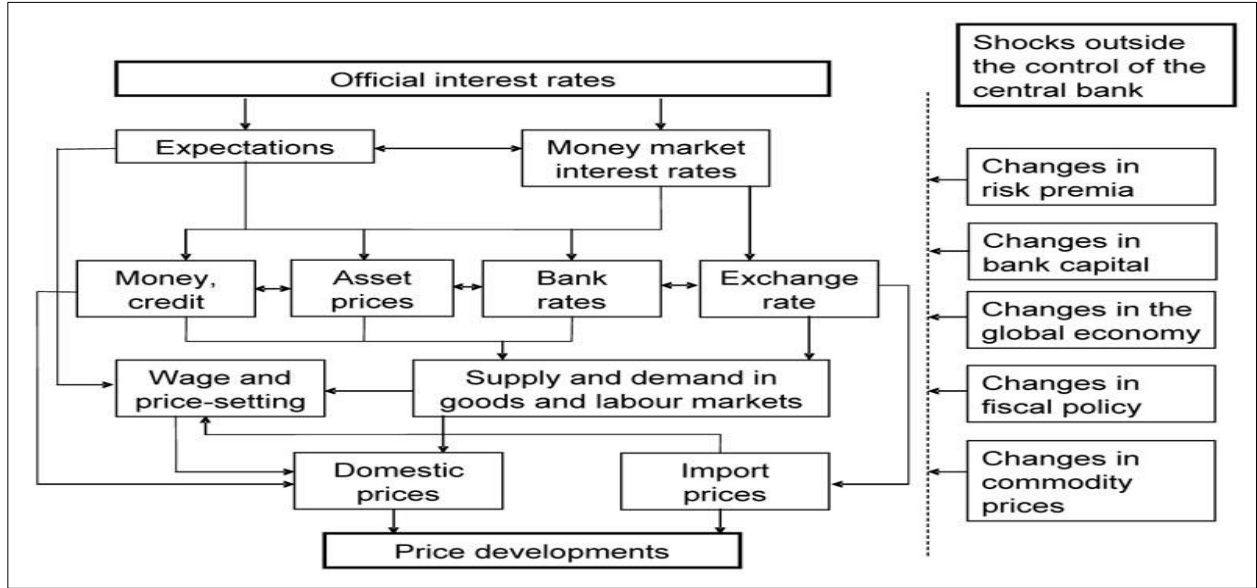 Official interest rates
Shocks outside
the control of the
central bank
Expectations
Money market
interest rates
Changes in
risk premia
Money,
credit
Asset
prices
Bank
rates
Exchange
rate
Changes in
bank capital
Changes in the
global economy
Wage and
price-setting
Supply and demand in
goods and labour markets
Changes in
fiscal policy
Domestic
prices
Import
prices
Changes in
commodity
prices
Price developments